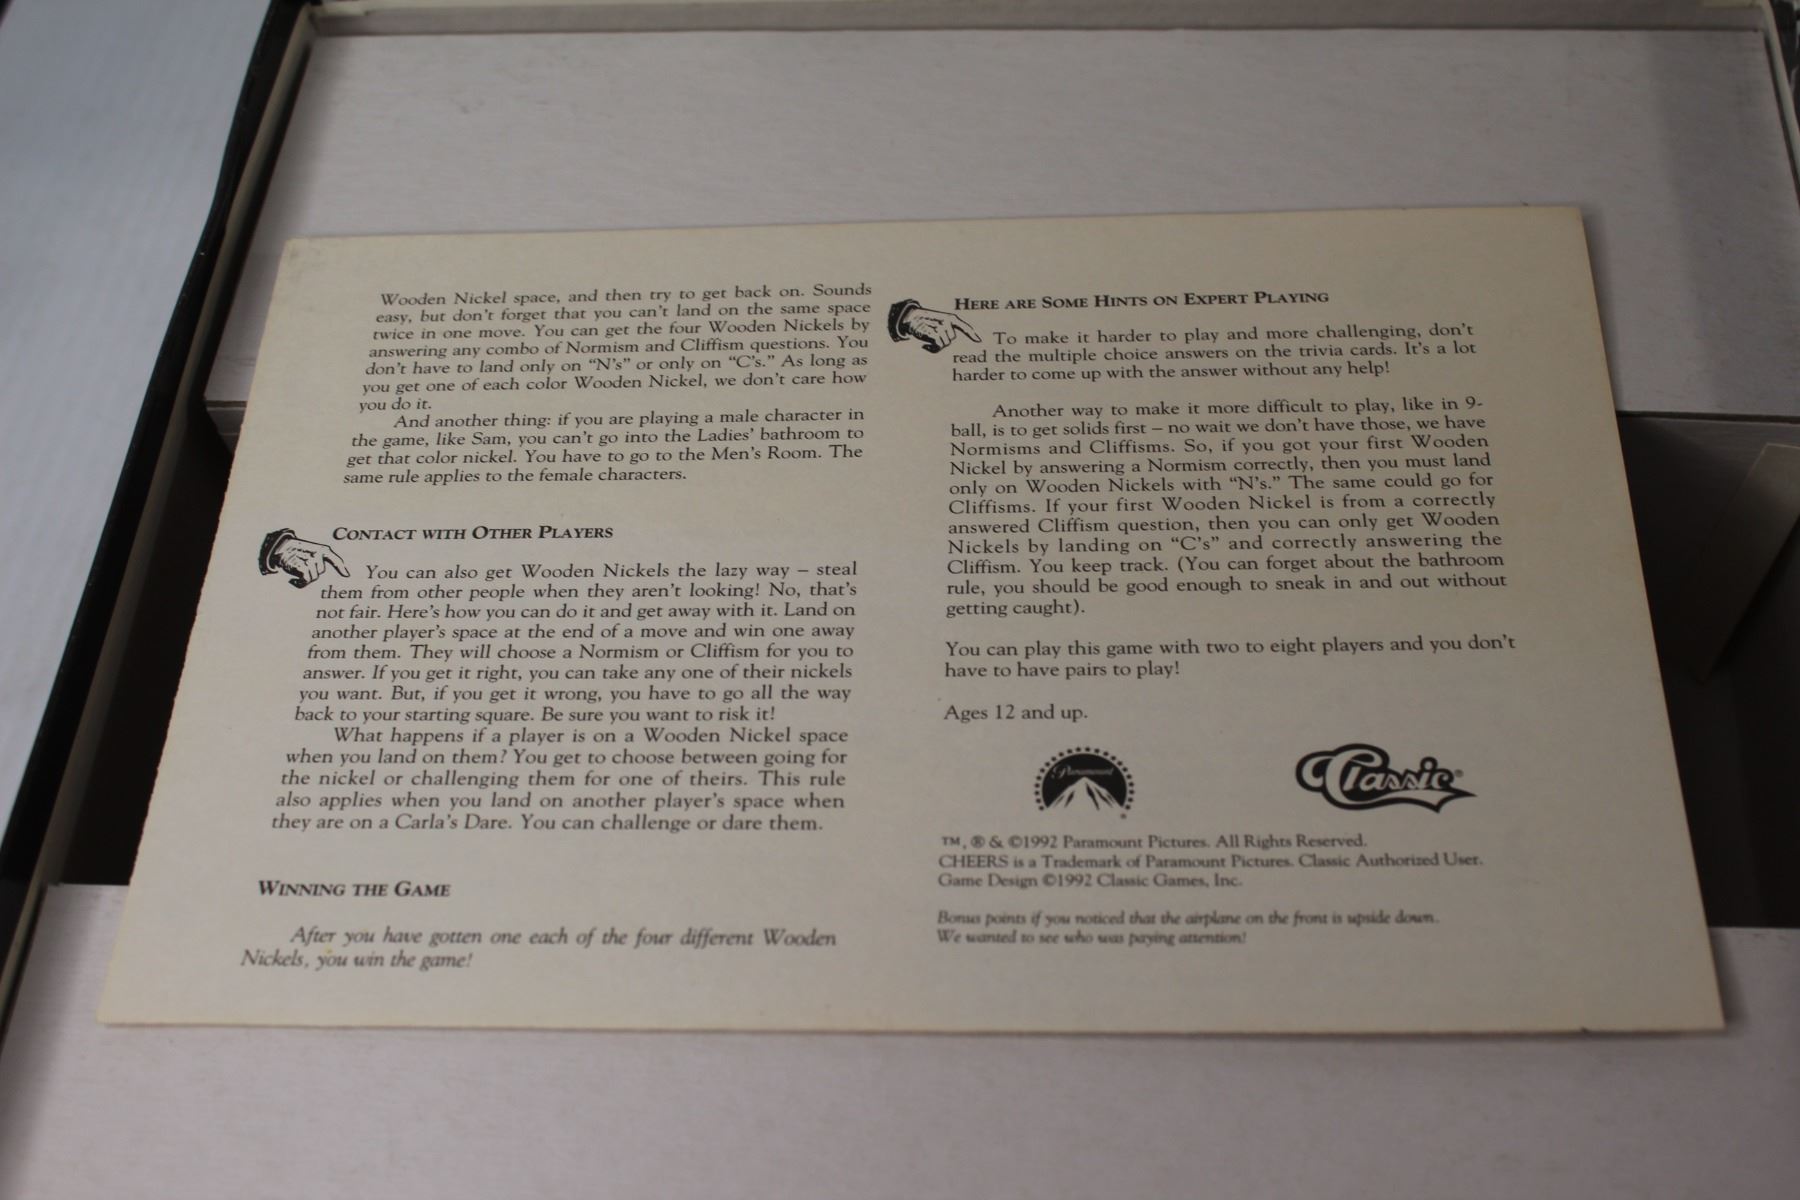 Wooden Nickel space, and then try to get back on. Sounds
easy, but don't forget that you can't land on the same space
twice in one move. You can get the four Wooden Nickels by
answering any combo of Normism and Cliffism questions. You
don't have to land only on "N's" or only on "C's." As long as
you get one of each color Wooden Nickel, we don't care how
you do it.
And another thing: if you are playing a male character in
the game, like Sam, you can't go into the Ladies' bathroom to
get that color nickel. You have to go to the Men's Room. The
same rule applies to the female characters.
CONTACT WITH OTHER PLAYERS
You can also get Wooden Nickels the lazy way – steal
them from other people when they aren't looking! No, that's
not fair. Here's how you can do it and get away with it. Land on
another player's space at the end of a move and win one away
from them. They will choose a Normism or Cliffism for you to
answer. If you get it right, you can take any one of their nickels
you want. But, if you get it wrong, you have to go all the way
back to your starting square. Be sure you want to risk it!
What happens if a player is on a Wooden Nickel space
when you land on them? You get to choose between going for
the nickel or challenging them for one of theirs. This rule
also applies when you land on another player's space when
they are on a Carla's Dare. You can challenge or dare them.
WINNING THE GAME
After you have gotten one each of the four different Wooden
Nickels, you win the game!
HERE ARE SOME HINTS ON EXPERT PLAYING
To make it harder to play and more challenging, don't
read the multiple choice answers on the trivia cards. It's a lot
harder to come up with the answer without any help!
Another way to make it more difficult to play, like in 9-
ball, is to get solids first – no wait we don't have those, we have
Normisms and Cliffisms. So, if you got your first Wooden
Nickel by answering a Normism correctly, then you must land
only on Wooden Nickels with "N's." The same could go for
Cliffisms. If your first Wooden Nickel is from a correctly
answered Cliffism question, then you can only get Wooden
Nickels by landing on "C's" and correctly answering the
Cliffism. You keep track. (You can forget about the bathroom
rule, you should be good enough to sneak in and out without
getting caught).
You can play this game with two to eight players and you don't
have to have pairs to play!
Ages 12 and up.
Paramount
Classic®
TM, ® & ©1992 Paramount Pictures. All Rights Reserved.
CHEERS is a Trademark of Paramount Pictures. Classic Authorized User.
Game Design ©1992 Classic Games, Inc.
Bonus points if you noticed that the airplane on the front is upside down.
We wanted to see who was paying attention!